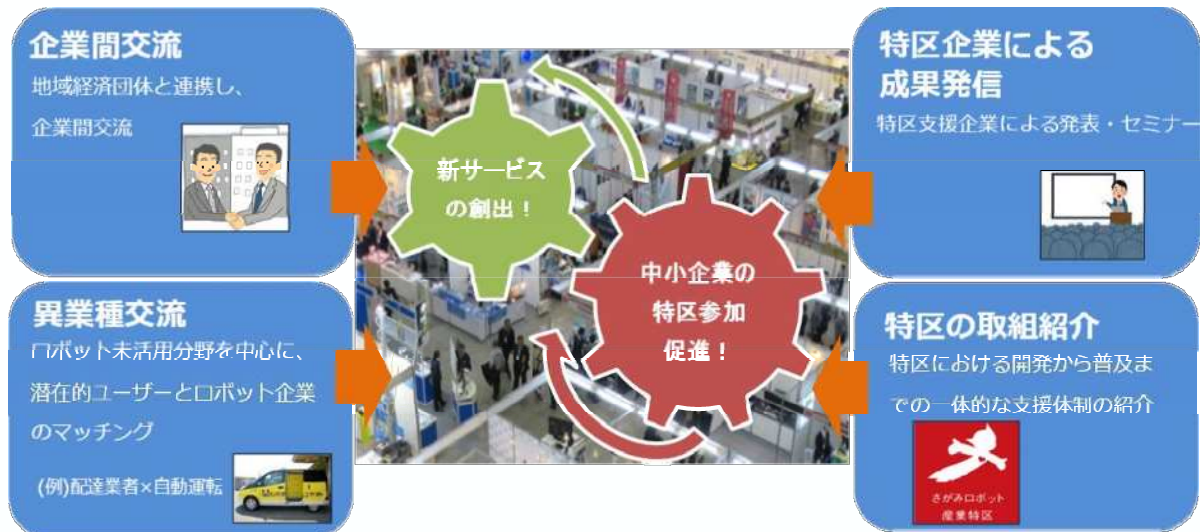 企業間交流
地域経済団体と連携し、
企業間交流
異業種交流
ロボット未活用分野を中心に、
潜在的ユーザーとロボット企業
のマッチング
(例)配達業者×自動運転
新サービス
の創出！
中小企業の
特区参加
促進！
特区企業による
成果発信
特区支援企業による発表・セミナー
特区の取組紹介
特区における開発から普及ま
での一体的な支援体制の紹介
さがみロボット
産業特区